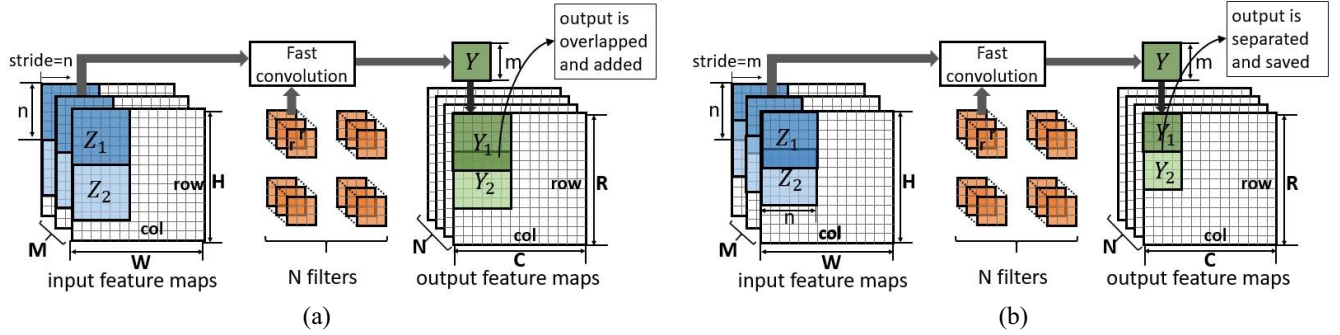 output is
overlapped
and added
stride=n
Fast
convolution
Y
m
n
Z1
Z2
r
r
Y1
Y2
row
H
row
R
col
col
M
W
N
C
input feature maps
N filters
output feature maps
(a)
output is
separated
and saved
stride=m
Fast
convolution
Y
m
n
Z1
Z2
r
r
Y1
Y2
row
H
row
R
n
col
col
M
W
N
C
input feature maps
N filters
output feature maps
(b)